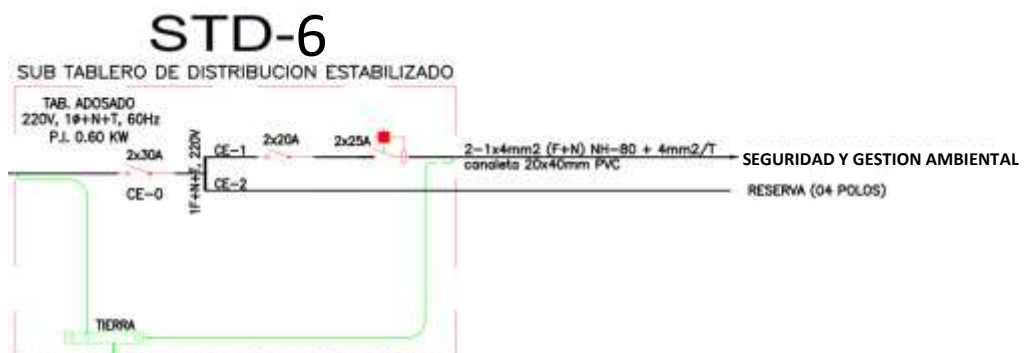 STD-6
SUB TABLERO DE DISTRIBUCION ESTABILIZADO
TAB. ADOSADO
220V, 1Φ+N+T, 60Hz
P.I. 0.60 KW
2x30A
CE-0
1F+N+T, 220V
CE-1
2x20A
2x25A
2-1x4mm2 (F+N) NH-80 + 4mm2/T
canaleta 20x40mm PVC
SEGURIDAD Y GESTION AMBIENTAL
CE-2
RESERVA (04 POLOS)
TIERRA